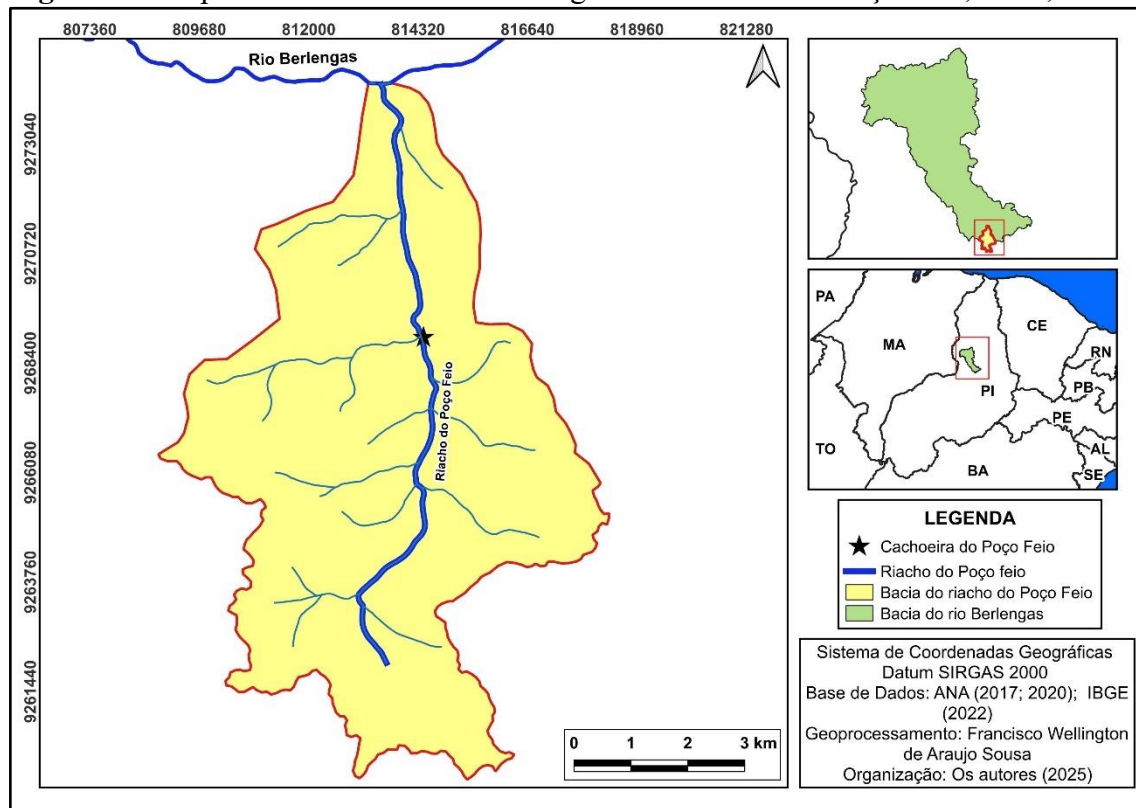 807360 809680 812000 814320 816640 818960 821280
Rio Berlengas
9273040
9270720
9268400
9266080
9263760
9261440
Riacho do Poço Feio
0 1 2 3 km
PA
MA
CE
RN
PB
PI
PE
TO
AL
BA
SE
LEGENDA
Cachoeira do Poço Feio
Riacho do Poço feio
Bacia do riacho do Poço Feio
Bacia do rio Berlengas
Sistema de Coordenadas Geográficas
Datum SIRGAS 2000
Base de Dados: ANA (2017; 2020); IBGE
(2022)
Geoprocessamento: Francisco Wellington
de Araujo Sousa
Organização: Os autores (2025)